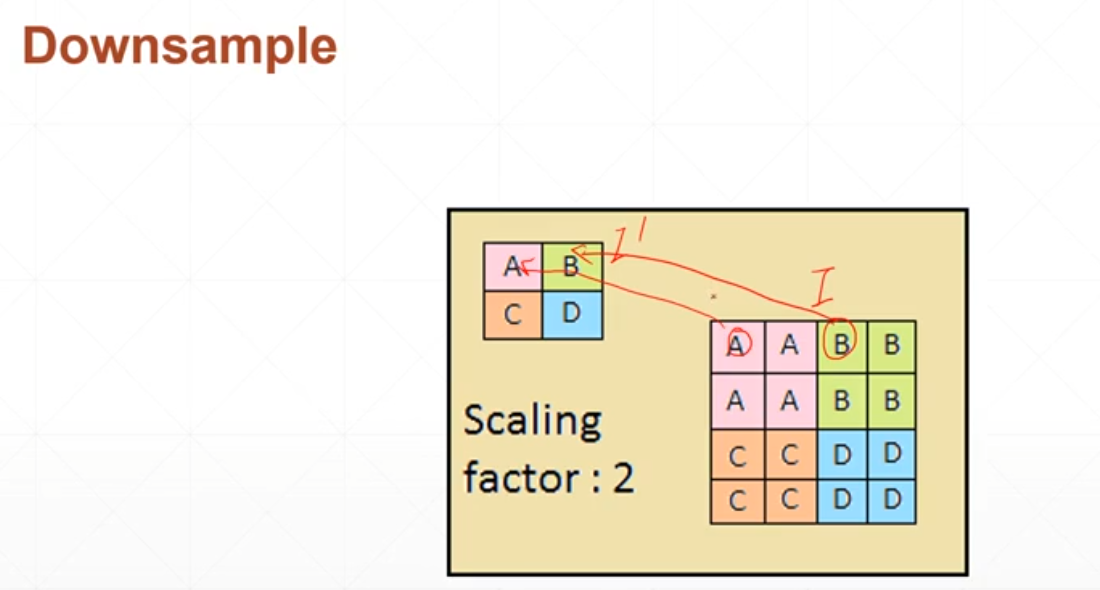 Downsample
I'
A B
I
C D
A A B B
A A B B
Scaling
factor : 2
C C D D
C C D D